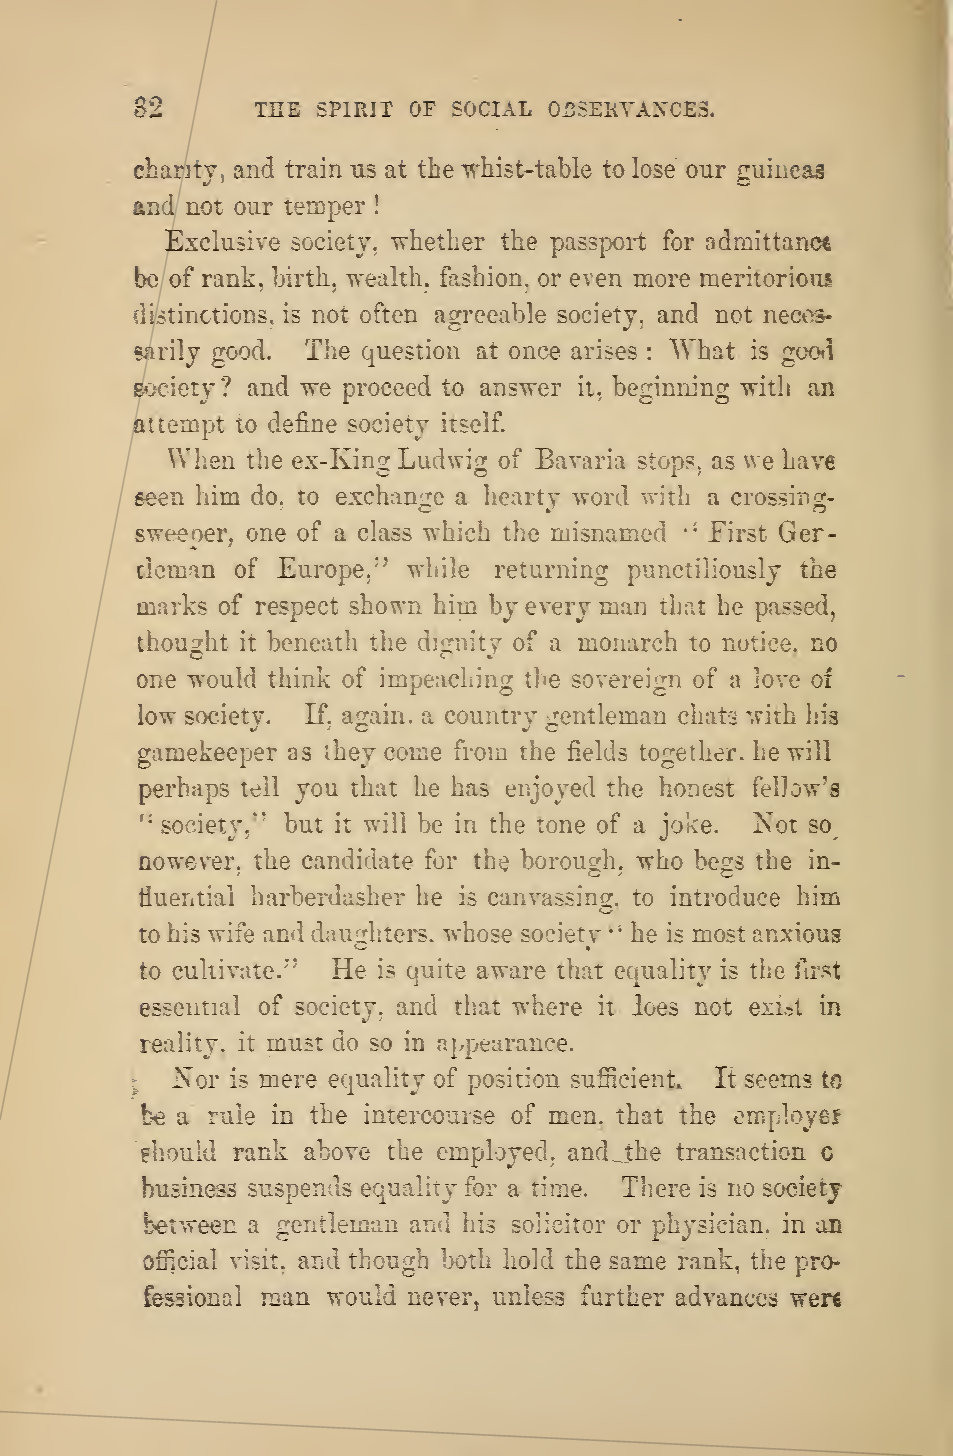 32 THE SPIRIT OF SOCIAL OBSERVANCES.
charity, and train us at the whist-table to lose our guineas
and not our temper !
Exclusive society, whether the passport for admittance
be of rank, birth, wealth, fashion, or even more meritorious
distinctions, is not often agreeable society, and not neces-
sarily good. The question at once arises : What is good
society ? and we proceed to answer it, beginning with an
attempt to define society itself.
When the ex-King Ludwig of Bavaria stops, as we have
seen him do, to exchange a hearty word with a crossing-
sweeper, one of a class which the misnamed “ First Gen-
tleman of Europe,” while returning punctiliously the
marks of respect shown him by every man that he passed,
thought it beneath the dignity of a monarch to notice, no
one would think of impeaching the sovereign of a love of
low society. If, again, a country gentleman chats with his
gamekeeper as they come from the fields together, he will
perhaps tell you that he has enjoyed the honest fellow’s
“ society,” but it will be in the tone of a joke. Not so
however, the candidate for the borough, who begs the in-
fluential harberdasher he is canvassing, to introduce him
to his wife and daughters, whose society “ he is most anxious
to cultivate.” He is quite aware that equality is the first
essential of society, and that where it does not exist in
reality, it must do so in appearance.
Nor is mere equality of position sufficient. It seems to
be a rule in the intercourse of men, that the employer
should rank above the employed, and the transaction o
business suspends equality for a time. There is no society
between a gentleman and his solicitor or physician, in an
official visit, and though both hold the same rank, the pro-
fessional man would never, unless further advances were